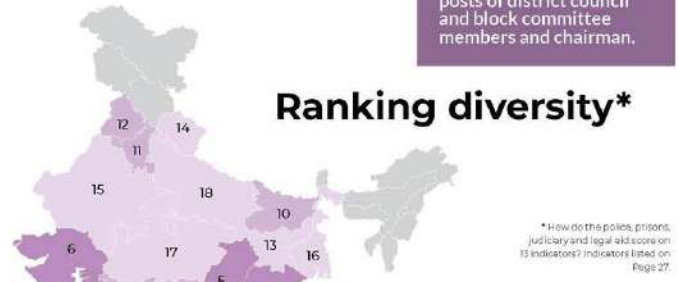 posts of district council
and block committee
members and chairman.
Ranking diversity*
12
14
11
15
18
10
6
17
13
16
5
* How do the police, prisons,
judiciary and legal aid score on
13 indicators? Indicators listed on
Page 27.